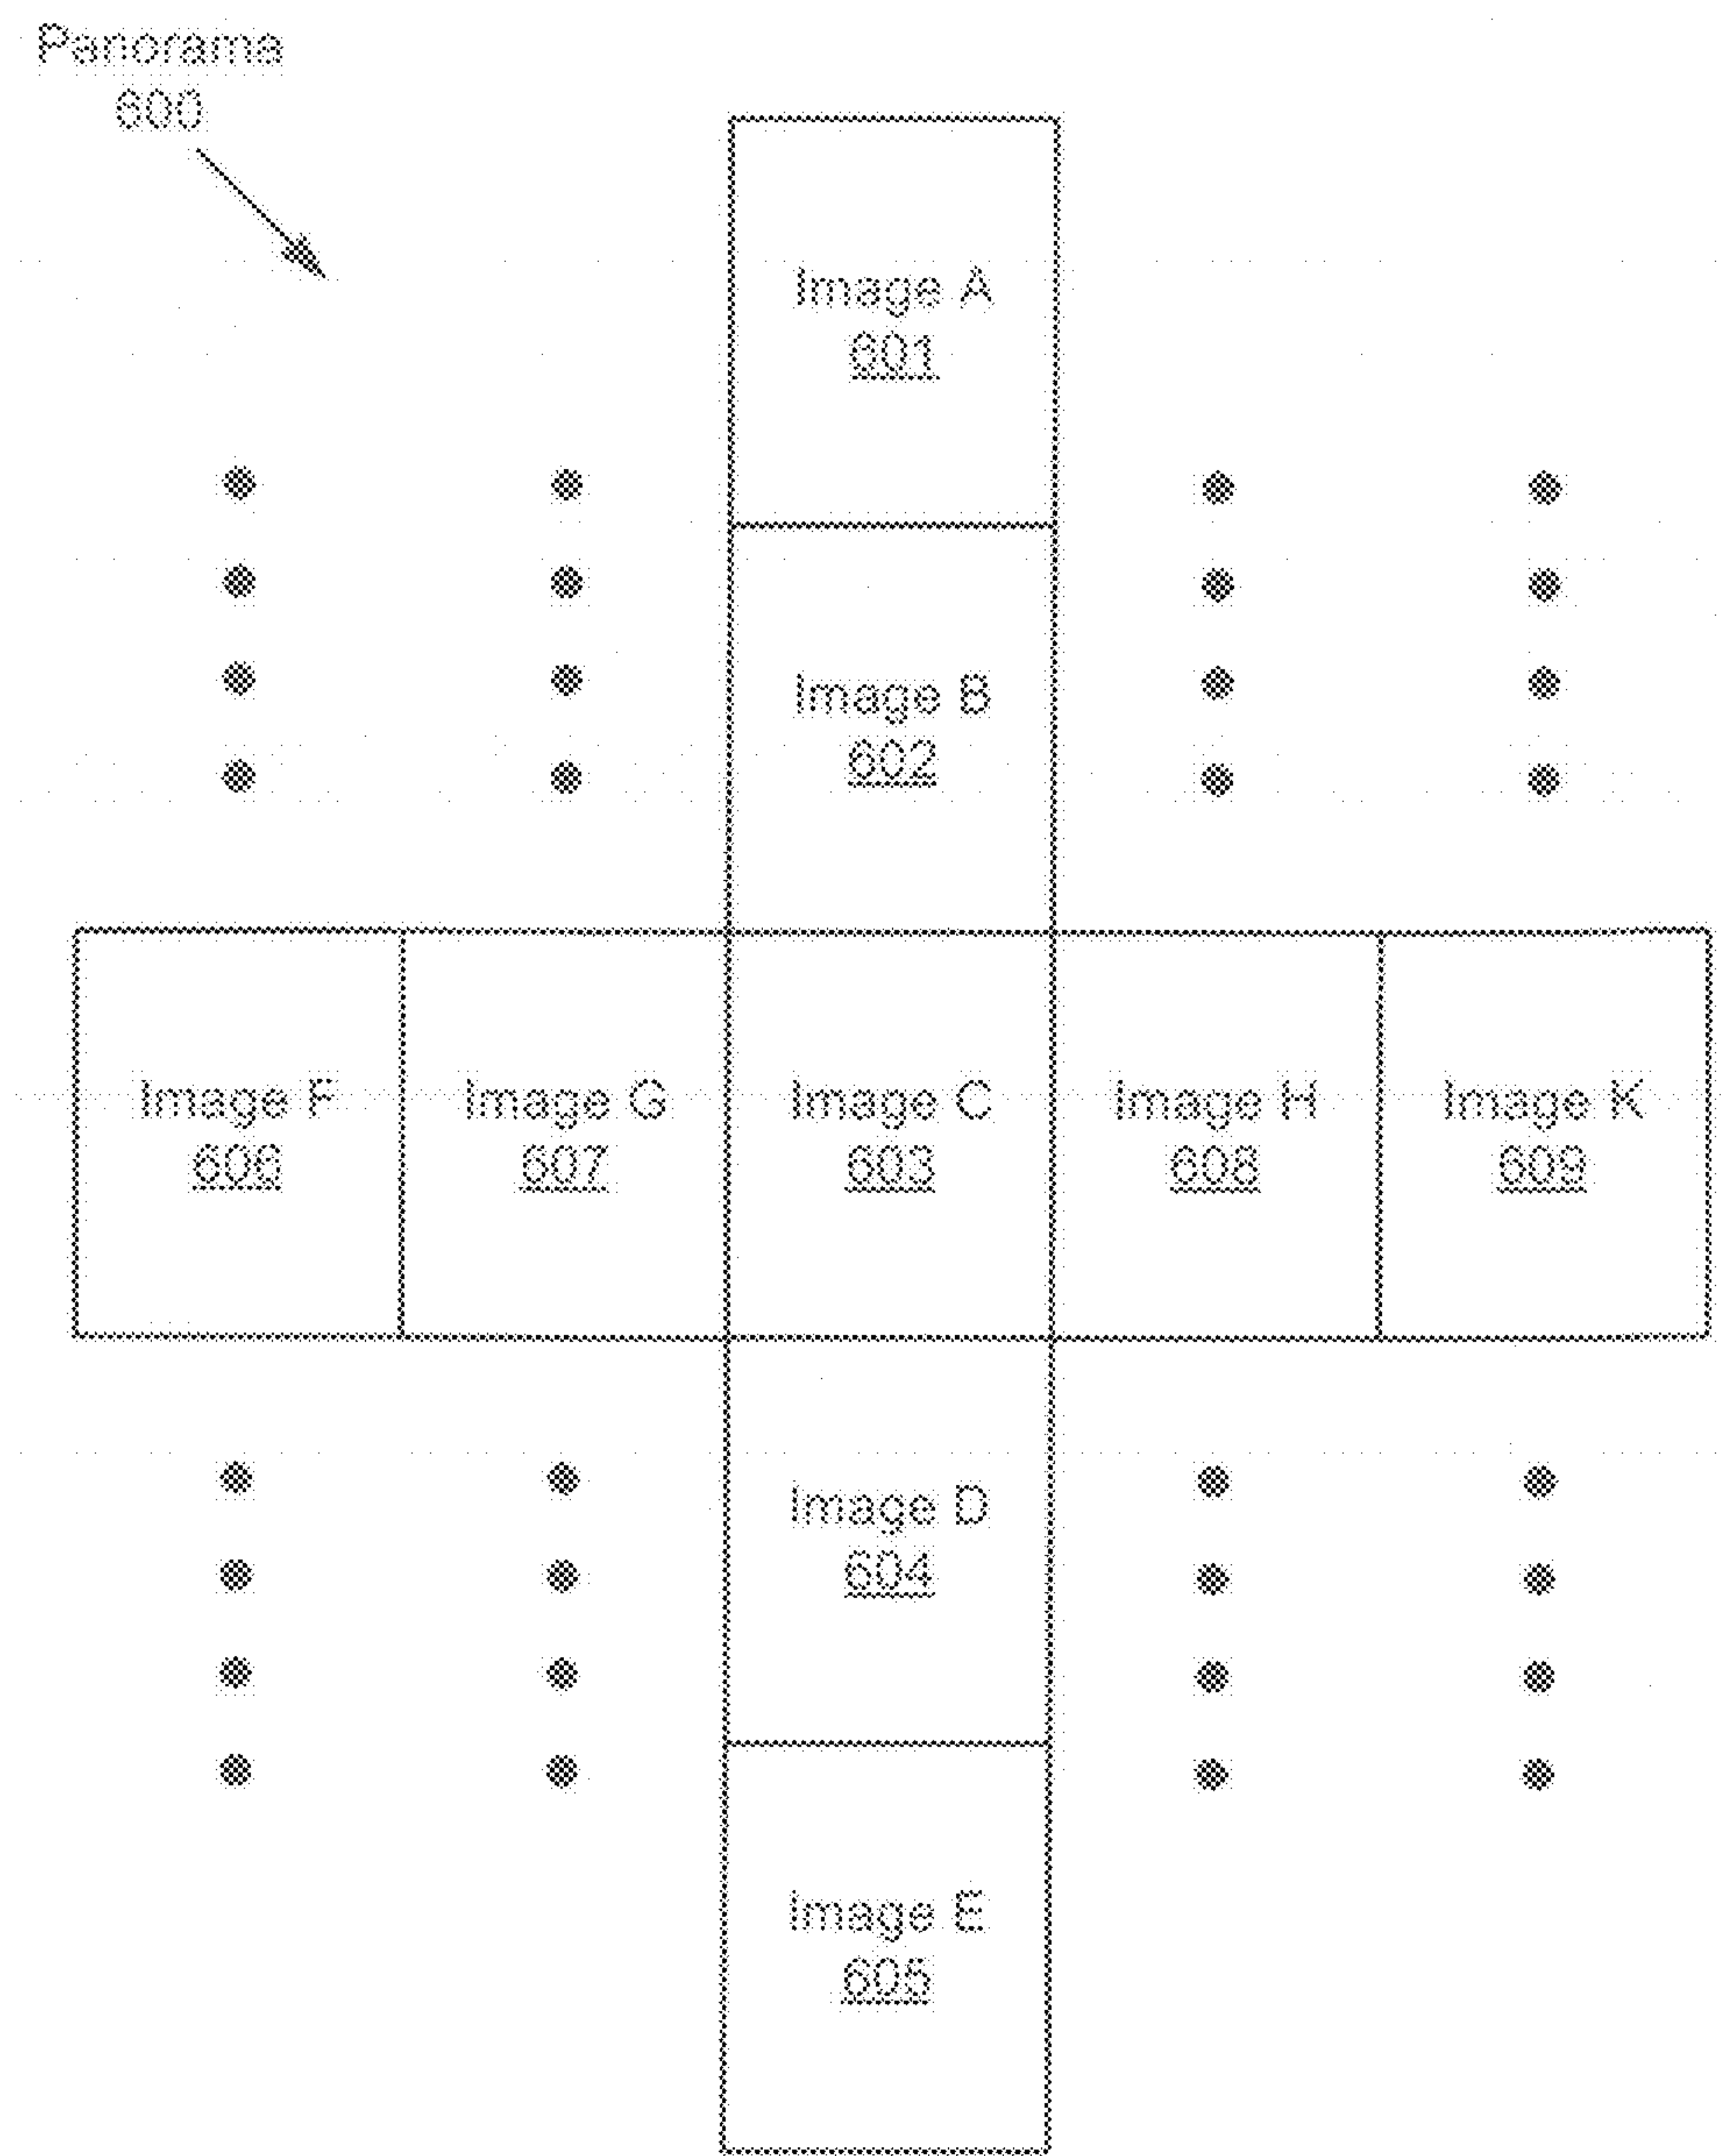 Panorama
600
Image A
601
Image B
602
Image F
606
Image G
607
Image C
603
Image H
608
Image K
609
Image D
604
Image E
605